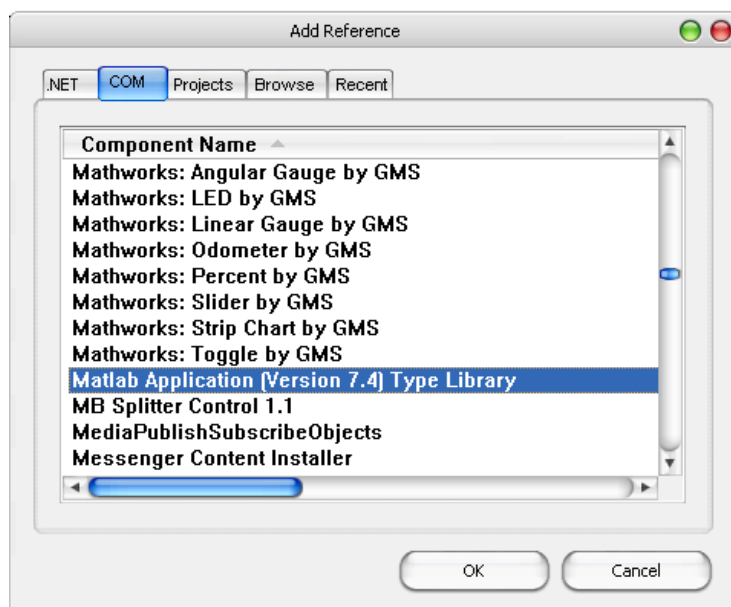 Add Reference
.NET COM Projects Browse Recent
Component Name
Mathworks: Angular Gauge by GMS
Mathworks: LED by GMS
Mathworks: Linear Gauge by GMS
Mathworks: Odometer by GMS
Mathworks: Percent by GMS
Mathworks: Slider by GMS
Mathworks: Strip Chart by GMS
Mathworks: Toggle by GMS
Matlab Application (Version 7.4) Type Library
MB Splitter Control 1.1
MediaPublishSubscribeObjects
Messenger Content Installer
OK Cancel